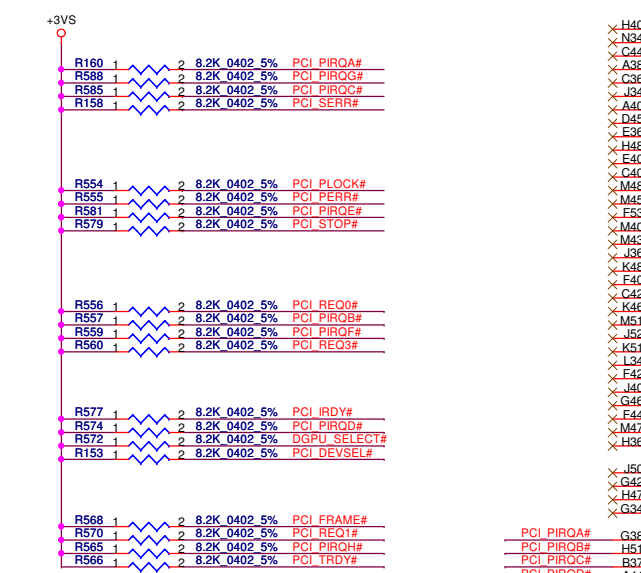 +3VS
R160 1 2 8.2K_0402_5% PCI_PIRQA#
R588 1 2 8.2K_0402_5% PCI_PIRQG#
R585 1 2 8.2K_0402_5% PCI_PIRQC#
R158 1 2 8.2K_0402_5% PCI_SERR#
R554 1 2 8.2K_0402_5% PCI_PLOCK#
R555 1 2 8.2K_0402_5% PCI_PERR#
R581 1 2 8.2K_0402_5% PCI_PIRQE#
R579 1 2 8.2K_0402_5% PCI_STOP#
R556 1 2 8.2K_0402_5% PCI_REQ0#
R557 1 2 8.2K_0402_5% PCI_PIRQB#
R559 1 2 8.2K_0402_5% PCI_PIRQF#
R560 1 2 8.2K_0402_5% PCI_REQ3#
R577 1 2 8.2K_0402_5% PCI_IRDY#
R574 1 2 8.2K_0402_5% PCI_PIRQD#
R572 1 2 8.2K_0402_5% DGPU_SELECT#
R153 1 2 8.2K_0402_5% PCI_DEVSEL#
R568 1 2 8.2K_0402_5% PCI_FRAME#
R570 1 2 8.2K_0402_5% PCI_REQ1#
R565 1 2 8.2K_0402_5% PCI_PIRQH#
R566 1 2 8.2K_0402_5% PCI_TRDY#
H40
N34
C44
A38
C36
J34
A40
D45
E36
H48
E40
C40
M48
M45
F53
M40
M43
J36
K48
F40
C42
K46
M51
J52
K51
L34
F42
J40
G46
F44
M47
H36
J50
G42
H47
G34
PCI_PIRQA# G38
PCI_PIRQB# H51
PCI_PIRQC# B37
PCI_PIRQD#